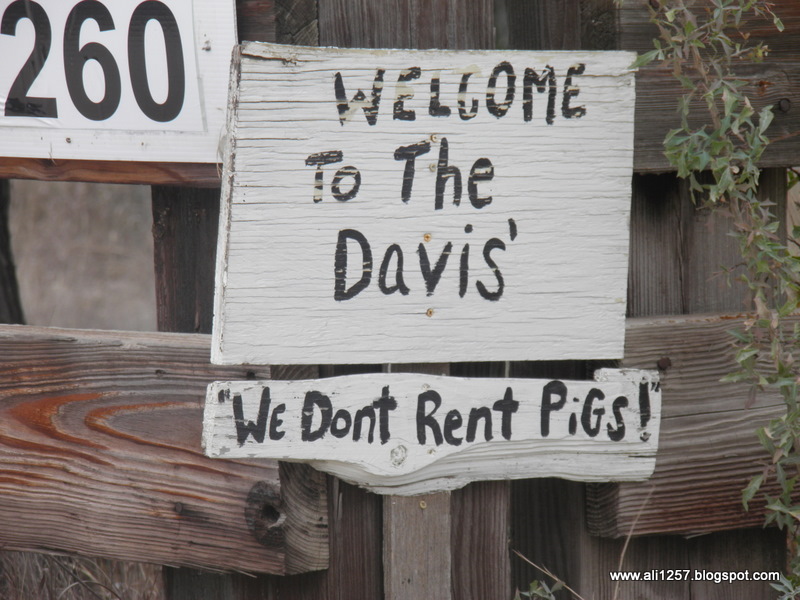 260
WELCOME
To The
Davis'
"We Dont Rent PiGs!"
www.ali1257.blogspot.com